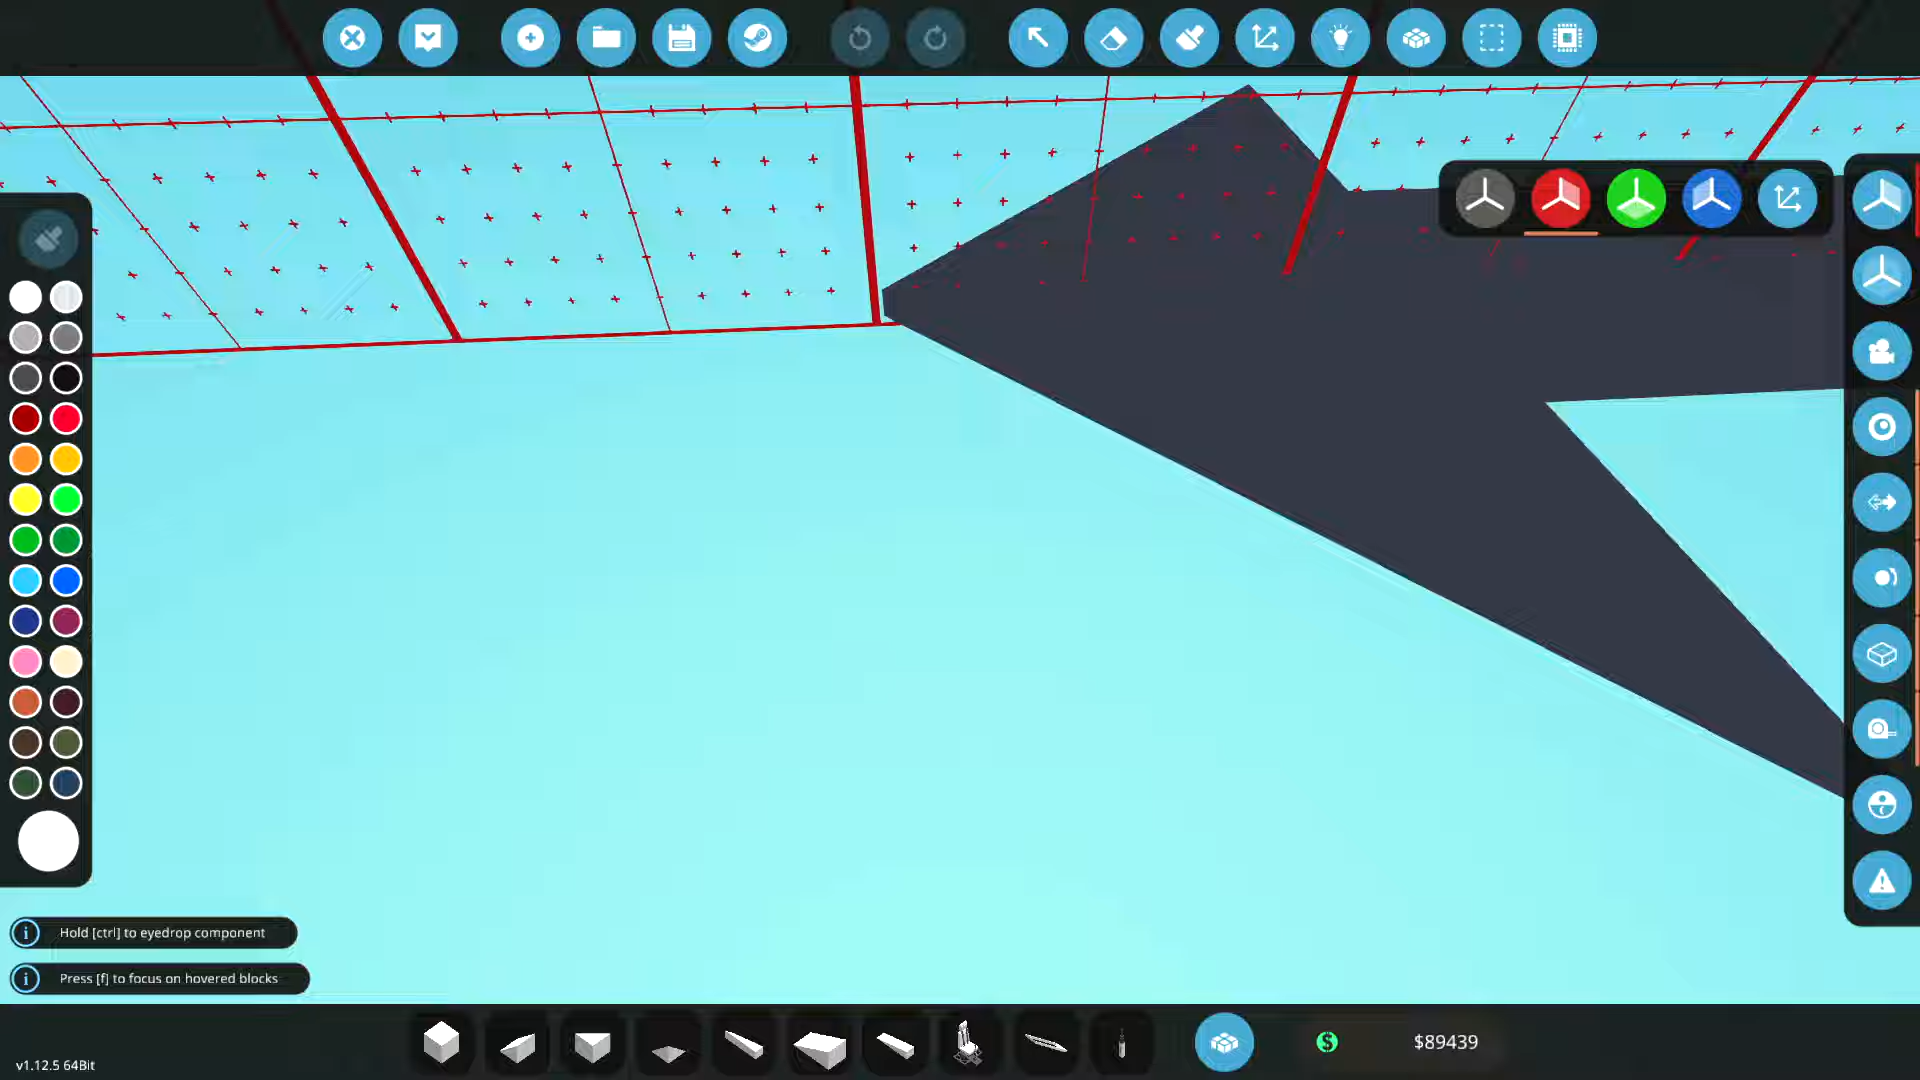 Hold [ctrl] to eyedrop component
Press [f] to focus on hovered blocks
$ $89439
v1.12.5 64Bit